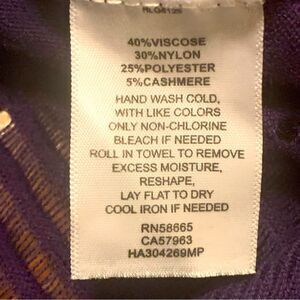 40%VISCOSE
30%NYLON
25%POLYESTER
5%CASHMERE
HAND WASH COLD,
WITH LIKE COLORS
ONLY NON-CHLORINE
BLEACH IF NEEDED
ROLL IN TOWEL TO REMOVE
EXCESS MOISTURE,
RESHAPE,
LAY FLAT TO DRY
COOL IRON IF NEEDED
RN58665
CA57963
HA304269MP